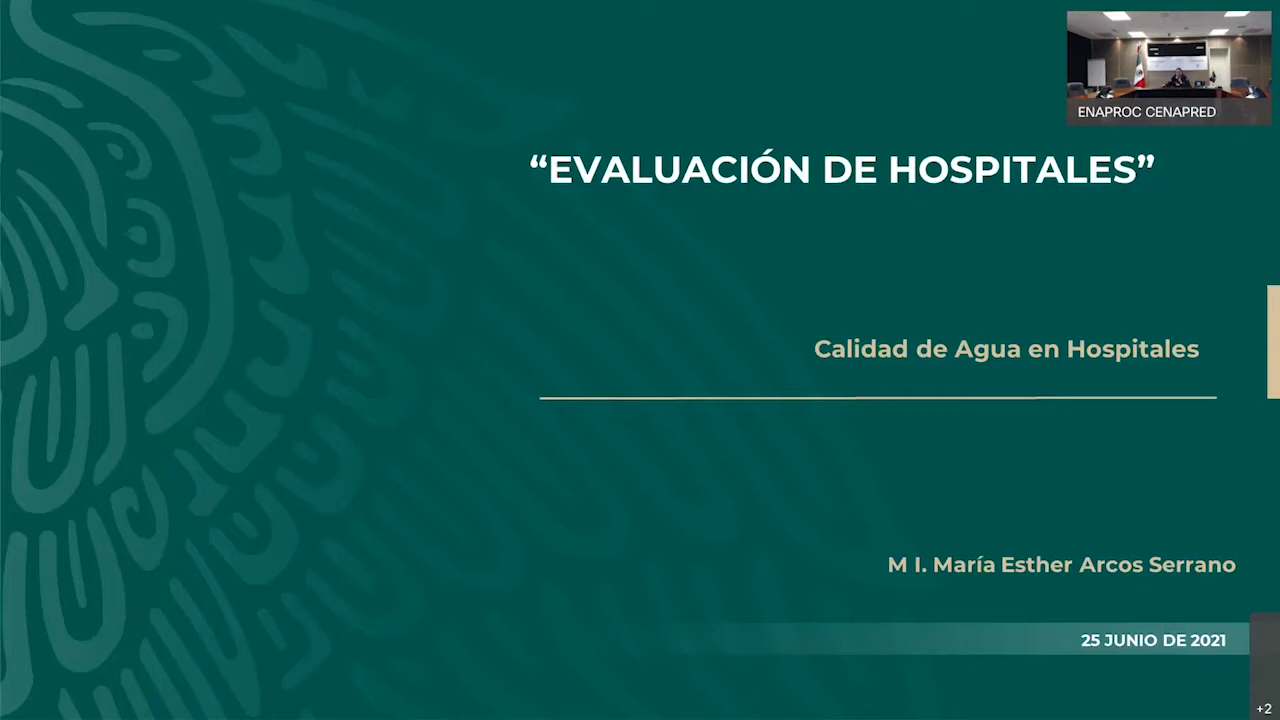 ENAPROC CENAPRED
“EVALUACIÓN DE HOSPITALES”
Calidad de Agua en Hospitales
M I. María Esther Arcos Serrano
25 JUNIO DE 2021
+2